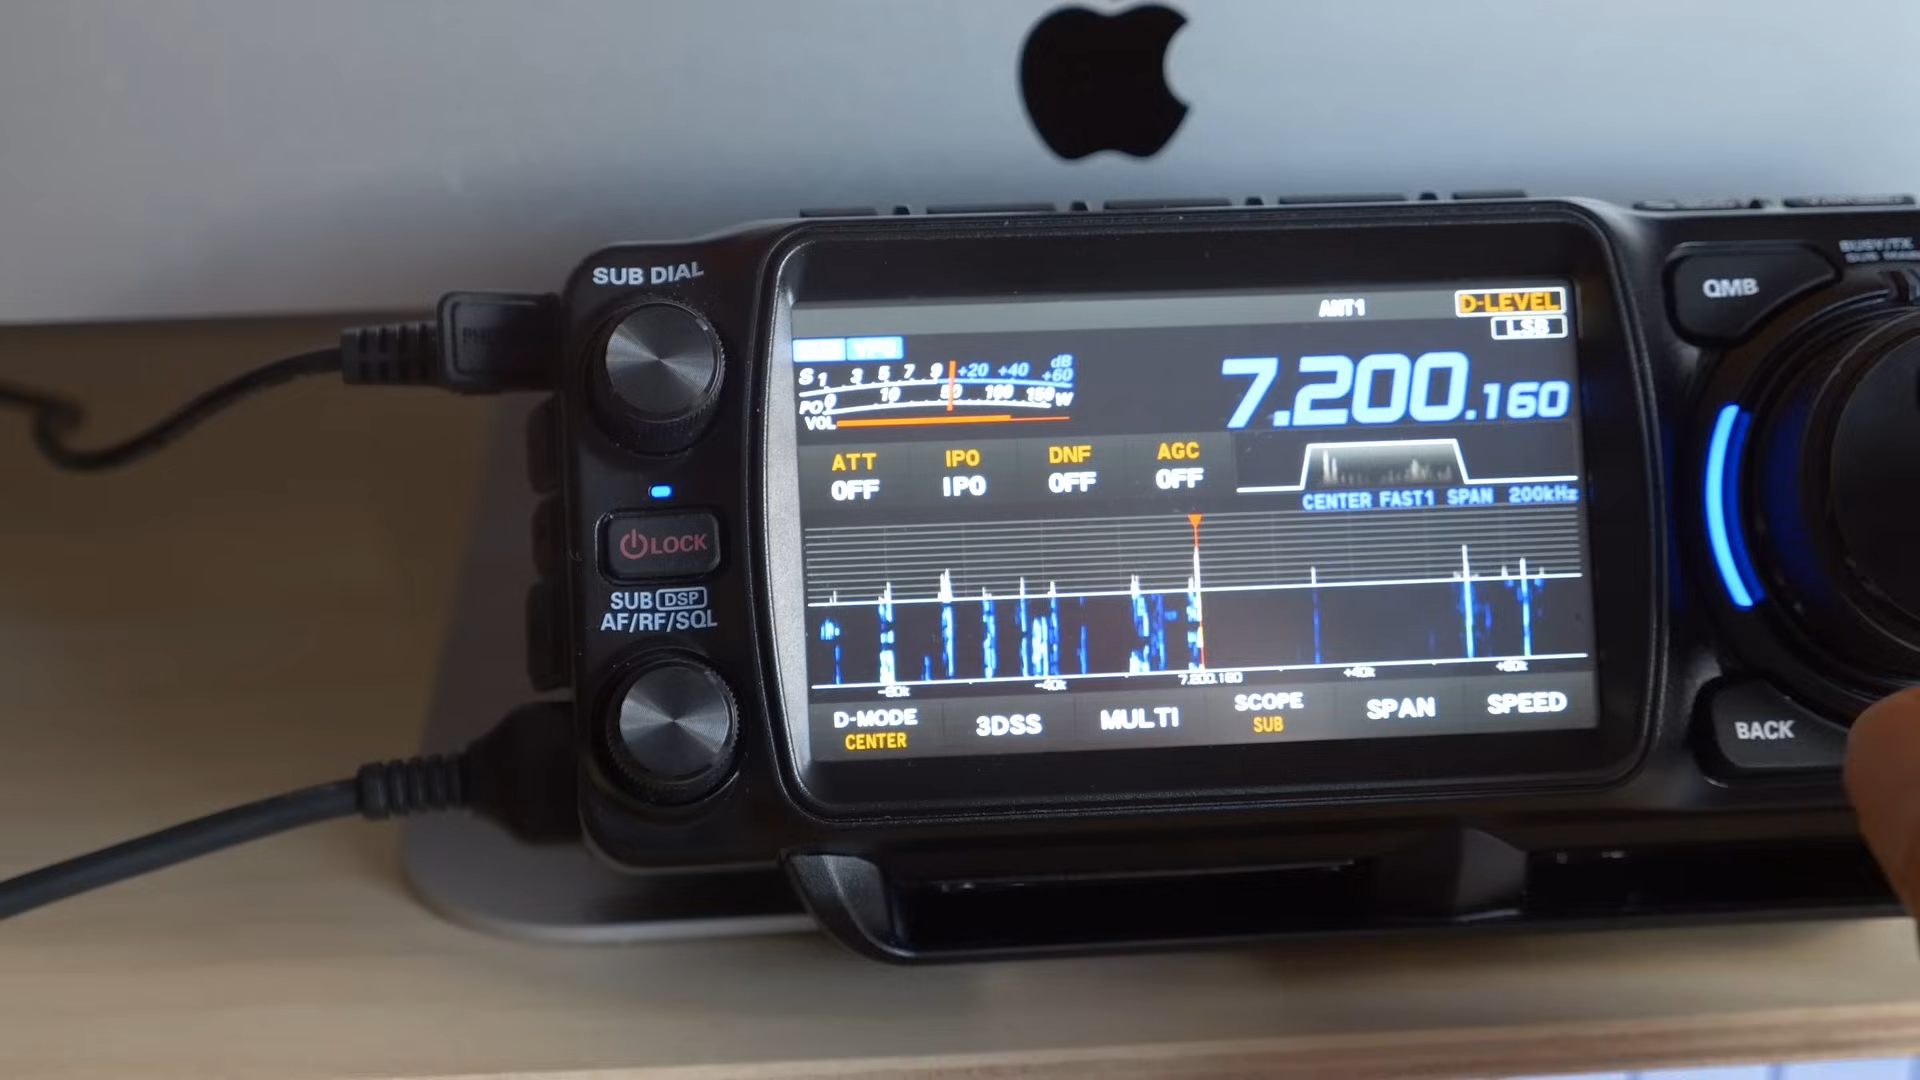 SUB DIAL
QMB
ANT1
D-LEVEL
LSB
S 1 3 5 7 9 +20 +40 +60 dB
PO 0 10 50 100 150 W
VOL
7.200.160
ATT IPO DNF AGC
OFF IPO OFF OFF
CENTER FAST1 SPAN 200kHz
LOCK
SUB DSP
AF/RF/SQL
-40k 7.200.160 +40k
D-MODE 3DSS MULTI SCOPE SPAN SPEED
CENTER SUB
BACK